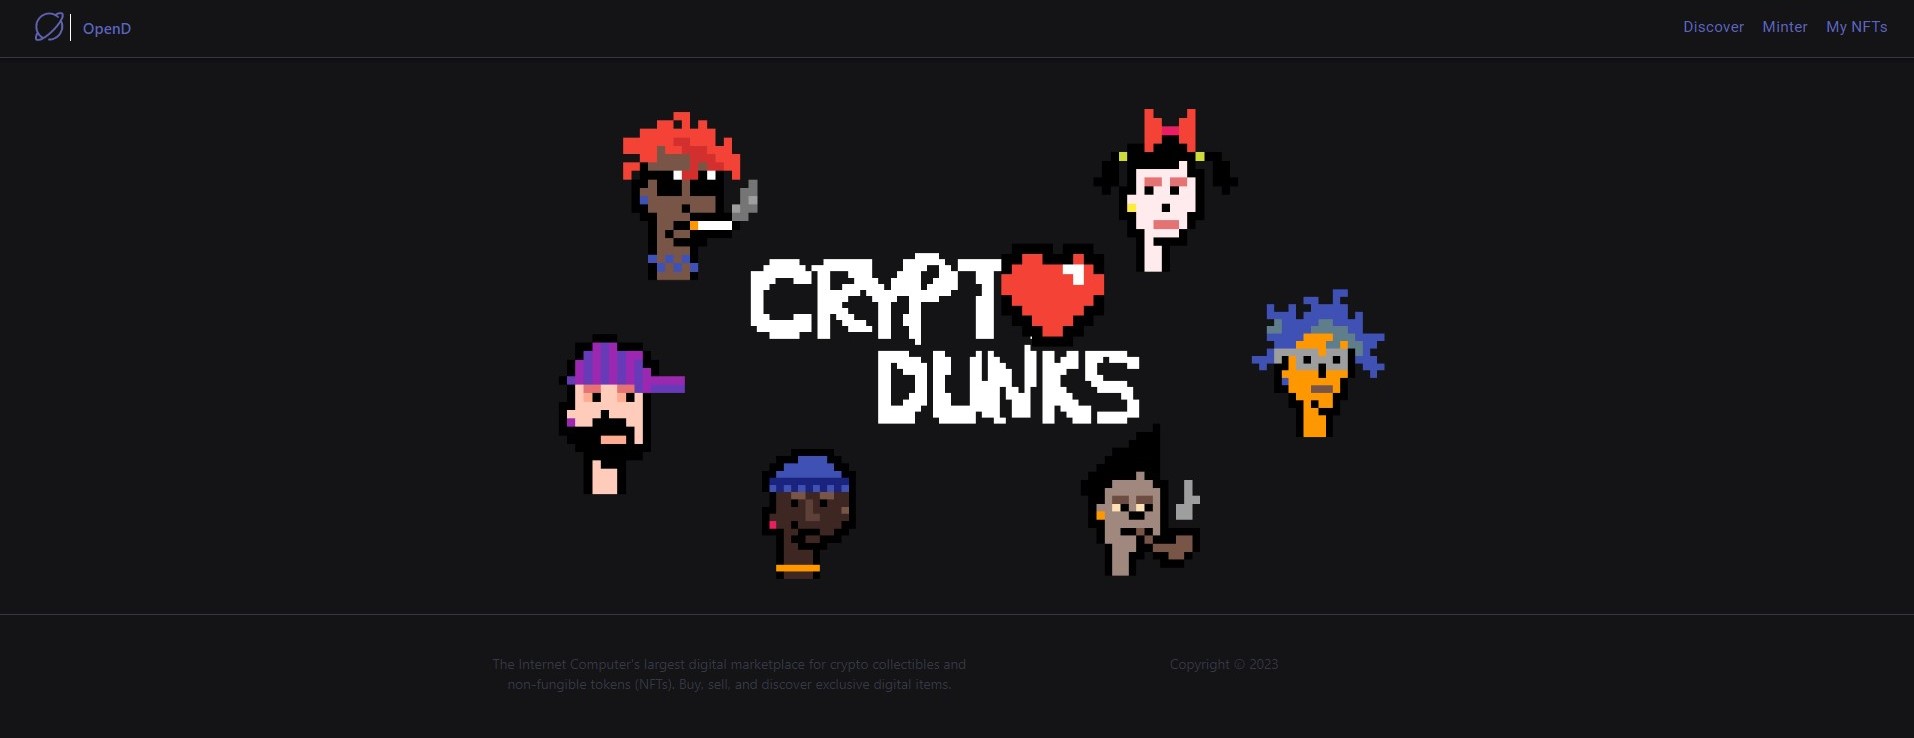 OpenD
Discover Minter My NFTs
CRYPT
DUNKS
The Internet Computer's largest digital marketplace for crypto collectibles and
non-fungible tokens (NFTs). Buy, sell, and discover exclusive digital items.
Copyright © 2023